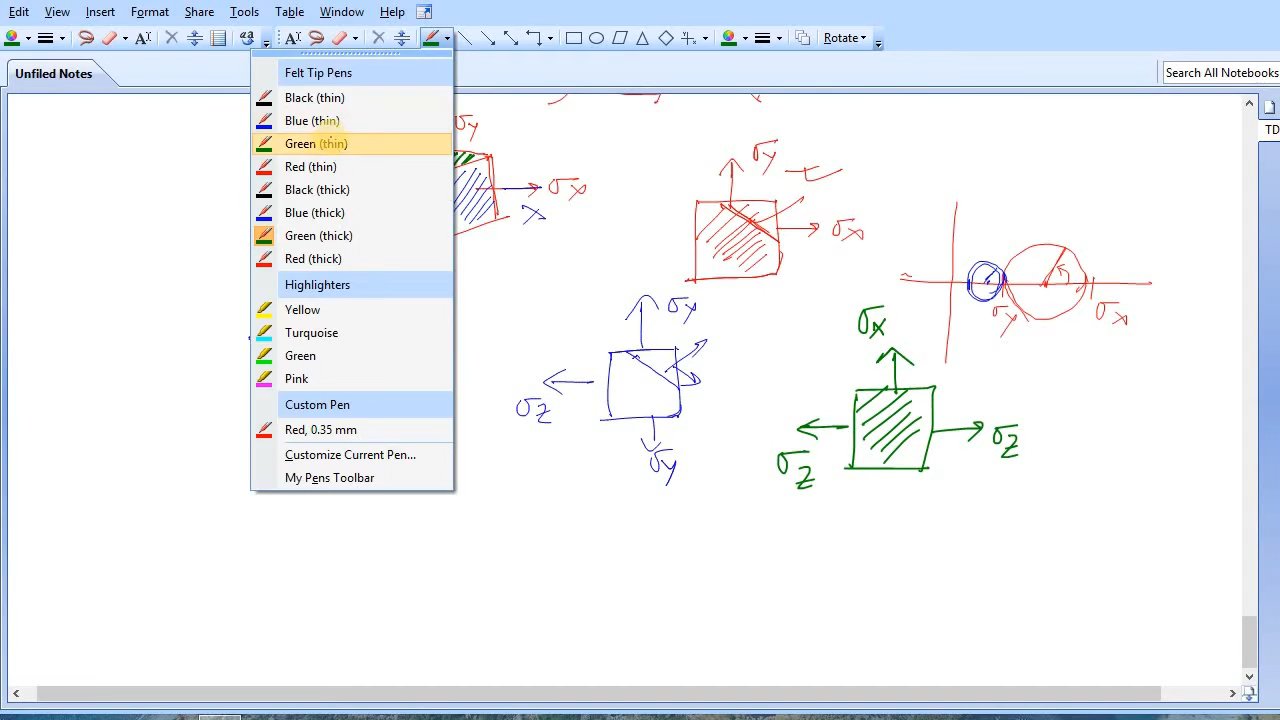 Edit View Insert Format Share Tools Table Window Help
Rotate
Unfiled Notes
Search All Notebooks
TD
Felt Tip Pens
Black (thin)
Blue (thin)
Green (thin)
Red (thin)
Black (thick)
Blue (thick)
Green (thick)
Red (thick)
Highlighters
Yellow
Turquoise
Green
Pink
Custom Pen
Red, 0.35 mm
Customize Current Pen...
My Pens Toolbar
σy
σx
x
σy
σx
σy
σx
σy
σz
σy
σx
σz
σz